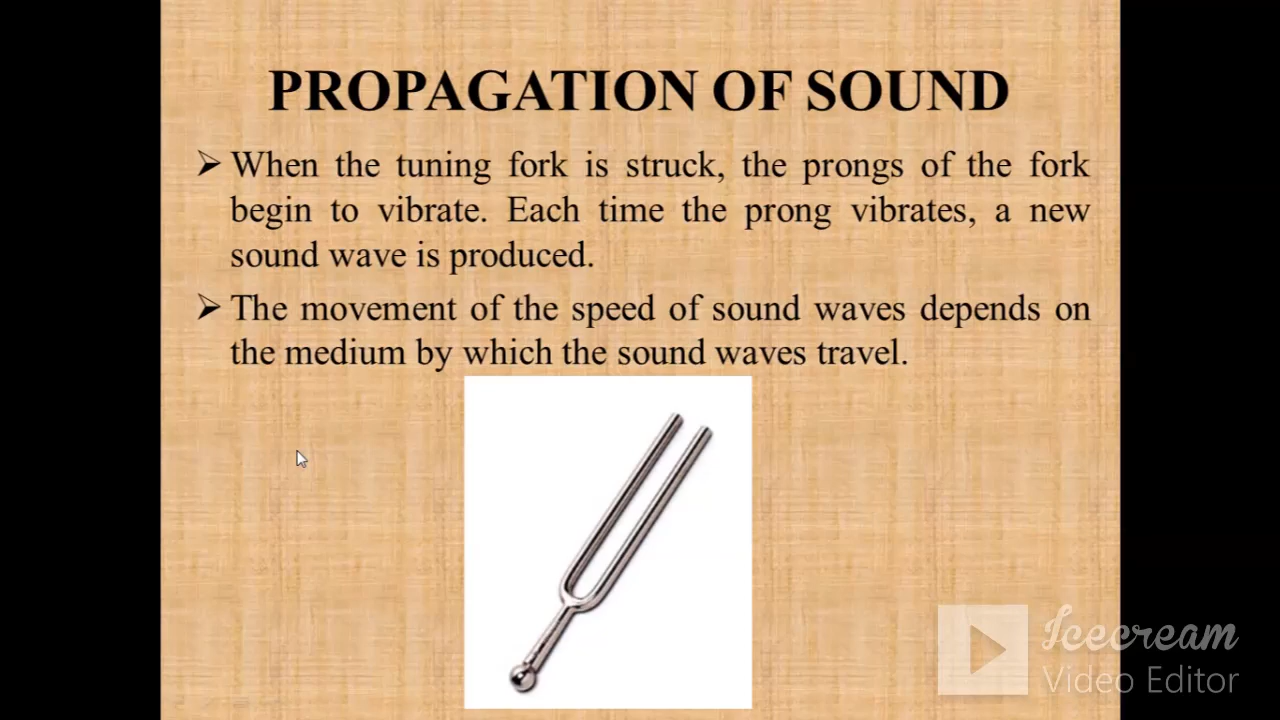 PROPAGATION OF SOUND
➢ When the tuning fork is struck, the prongs of the fork
begin to vibrate. Each time the prong vibrates, a new
sound wave is produced.
➢ The movement of the speed of sound waves depends on
the medium by which the sound waves travel.
Icecream
Video Editor